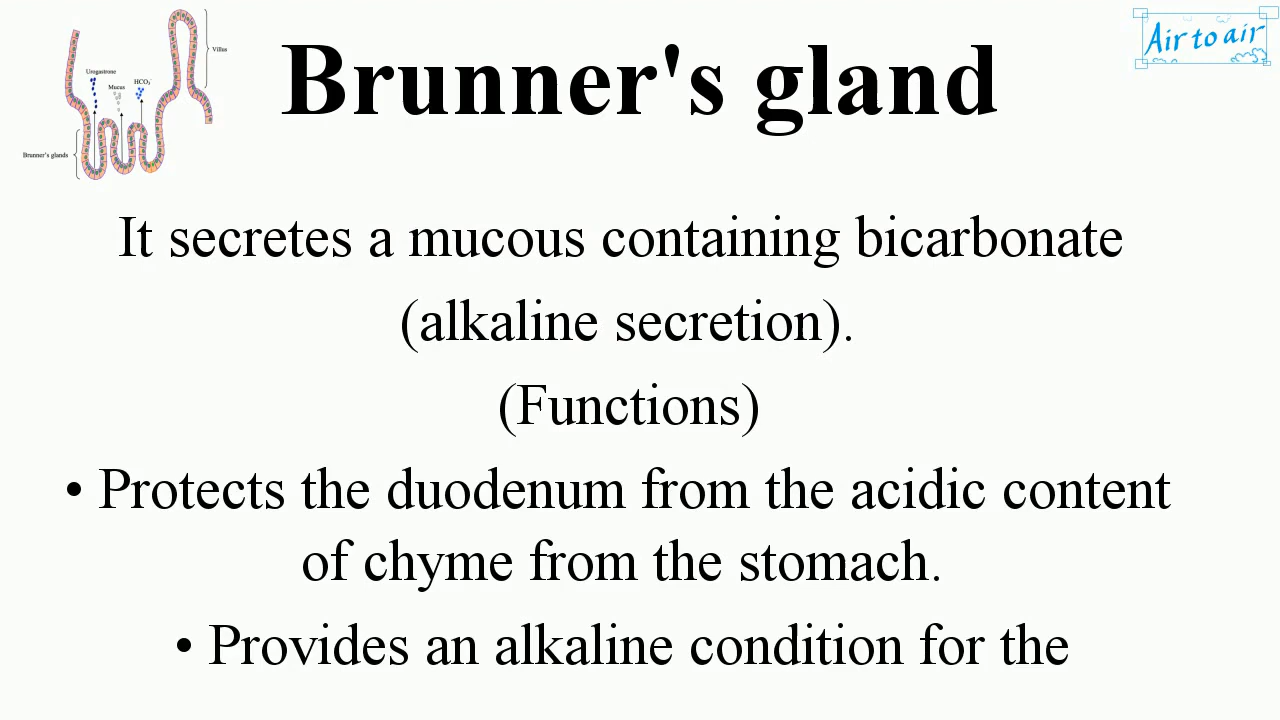 Villus
Urogastrone
Mucus
HCO₃⁻
Brunner's glands
Brunner's gland
Air to air
It secretes a mucous containing bicarbonate
(alkaline secretion).
(Functions)
• Protects the duodenum from the acidic content
of chyme from the stomach.
• Provides an alkaline condition for the